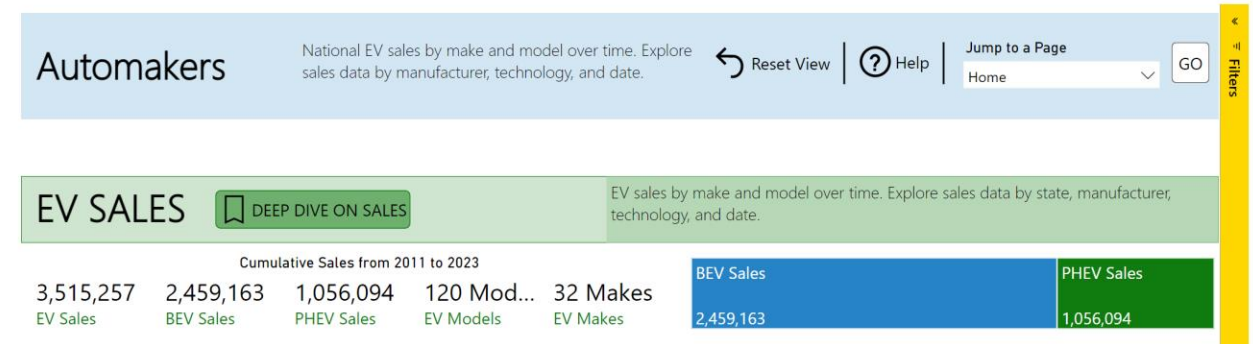 Automakers
National EV sales by make and model over time. Explore
sales data by manufacturer, technology, and date.
Reset View
Help
Jump to a Page
Home
GO
Filters
EV SALES
DEEP DIVE ON SALES
EV sales by make and model over time. Explore sales data by state, manufacturer,
technology, and date.
Cumulative Sales from 2011 to 2023
3,515,257 2,459,163 1,056,094 120 Mod... 32 Makes
EV Sales BEV Sales PHEV Sales EV Models EV Makes
BEV Sales
2,459,163
PHEV Sales
1,056,094